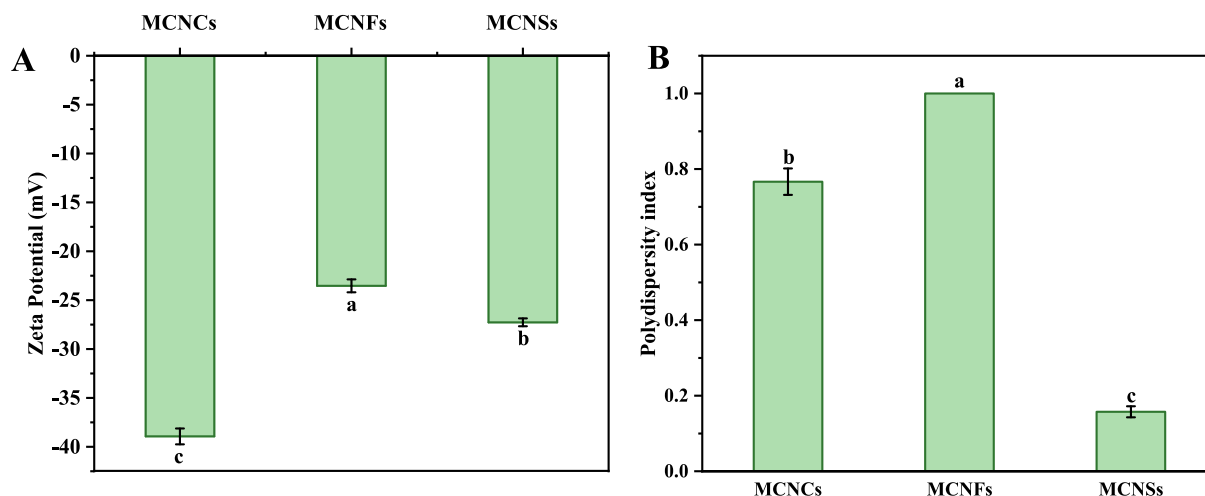 A
MCNCs
MCNFs
MCNSs
Zeta Potential (mV)
0
-5
-10
-15
-20
-25
-30
-35
-40
c
a
b
B
Polydispersity index
1.0
0.8
0.6
0.4
0.2
0.0
b
a
c
MCNCs
MCNFs
MCNSs